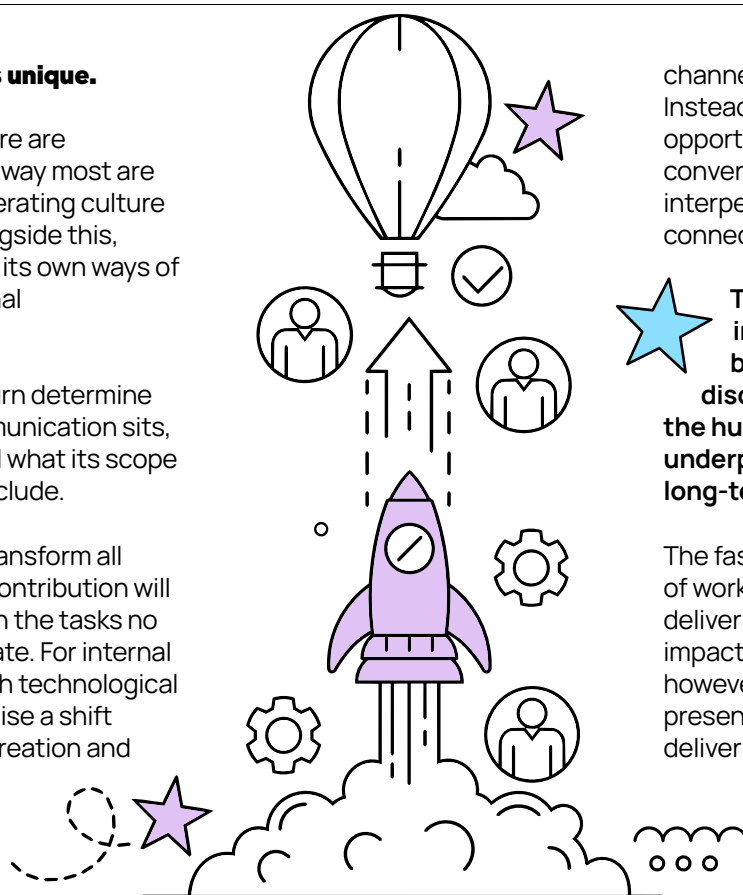 unique.
re are
way most are
erating culture
gside this,
its own ways of
al
urn determine
munication sits,
what its scope
clude.
ansform all
ontribution will
n the tasks no
ate. For internal
h technological
ise a shift
reation and
channe
Instead
opport
conver
interpe
connec
T
in
b
disc
the hu
underp
long-te
The fas
of work
deliver
impact
howeve
presen
deliver